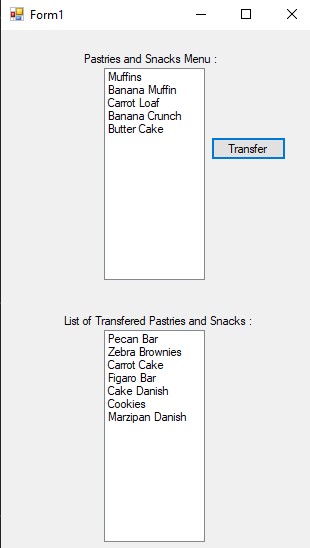 Form1
Pastries and Snacks Menu :
Muffins
Banana Muffin
Carrot Loaf
Banana Crunch
Butter Cake
Transfer
List of Transfered Pastries and Snacks :
Pecan Bar
Zebra Brownies
Carrot Cake
Figaro Bar
Cake Danish
Cookies
Marzipan Danish